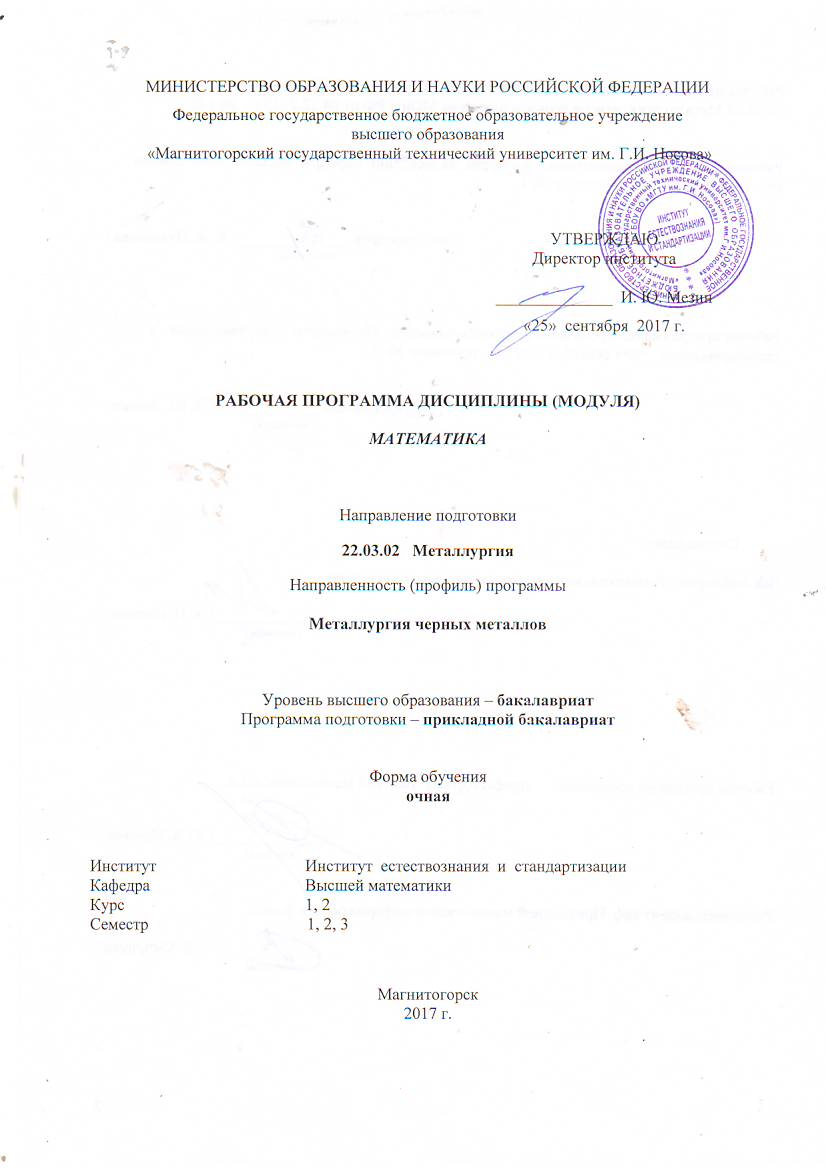 МИНИСТЕРСТВО ОБРАЗОВАНИЯ И НАУКИ РОССИЙСКОЙ ФЕДЕРАЦИИ
Федеральное государственное бюджетное образовательное учреждение
высшего образования
«Магнитогорский государственный технический университет им. Г.И. Носова»
ИНСТИТУТ
ЕСТЕСТВОЗНАНИЯ
И СТАНДАРТИЗАЦИИ
УТВЕРЖДАЮ
Директор института
И. Ю. Мезин
«25» сентября 2017 г.
РАБОЧАЯ ПРОГРАММА ДИСЦИПЛИНЫ (МОДУЛЯ)
МАТЕМАТИКА
Направление подготовки
22.03.02 Металлургия
Направленность (профиль) программы
Металлургия черных металлов
Уровень высшего образования – бакалавриат
Программа подготовки – прикладной бакалавриат
Форма обучения
очная
Институт Институт естествознания и стандартизации
Кафедра Высшей математики
Курс 1, 2
Семестр 1, 2, 3
Магнитогорск
2017 г.